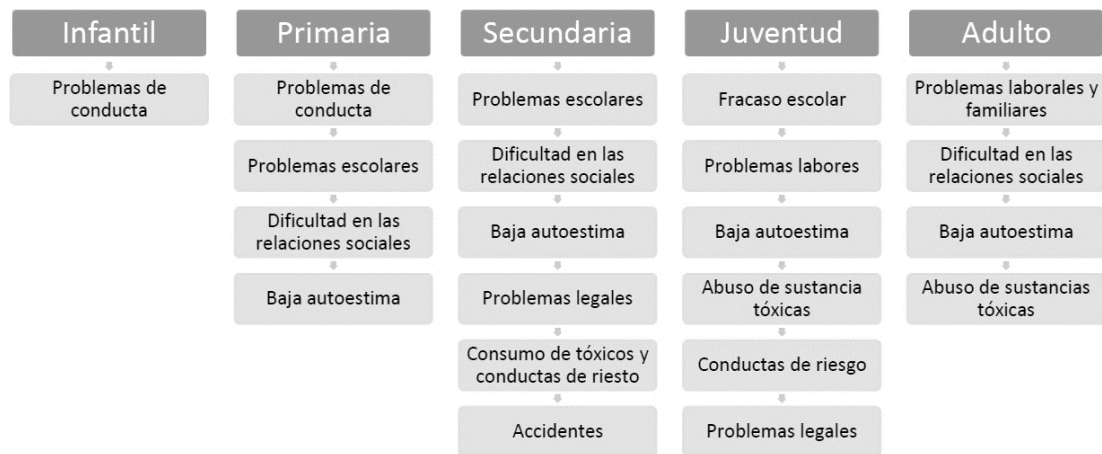 Infantil
Problemas de
conducta
Primaria
Problemas de
conducta
Problemas escolares
Dificultad en las
relaciones sociales
Baja autoestima
Secundaria
Problemas escolares
Dificultad en las
relaciones sociales
Baja autoestima
Problemas legales
Consumo de tóxicos y
conductas de riesto
Accidentes
Juventud
Fracaso escolar
Problemas labores
Baja autoestima
Abuso de sustancia
tóxicas
Conductas de riesgo
Problemas legales
Adulto
Problemas laborales y
familiares
Dificultad en las
relaciones sociales
Baja autoestima
Abuso de sustancias
tóxicas